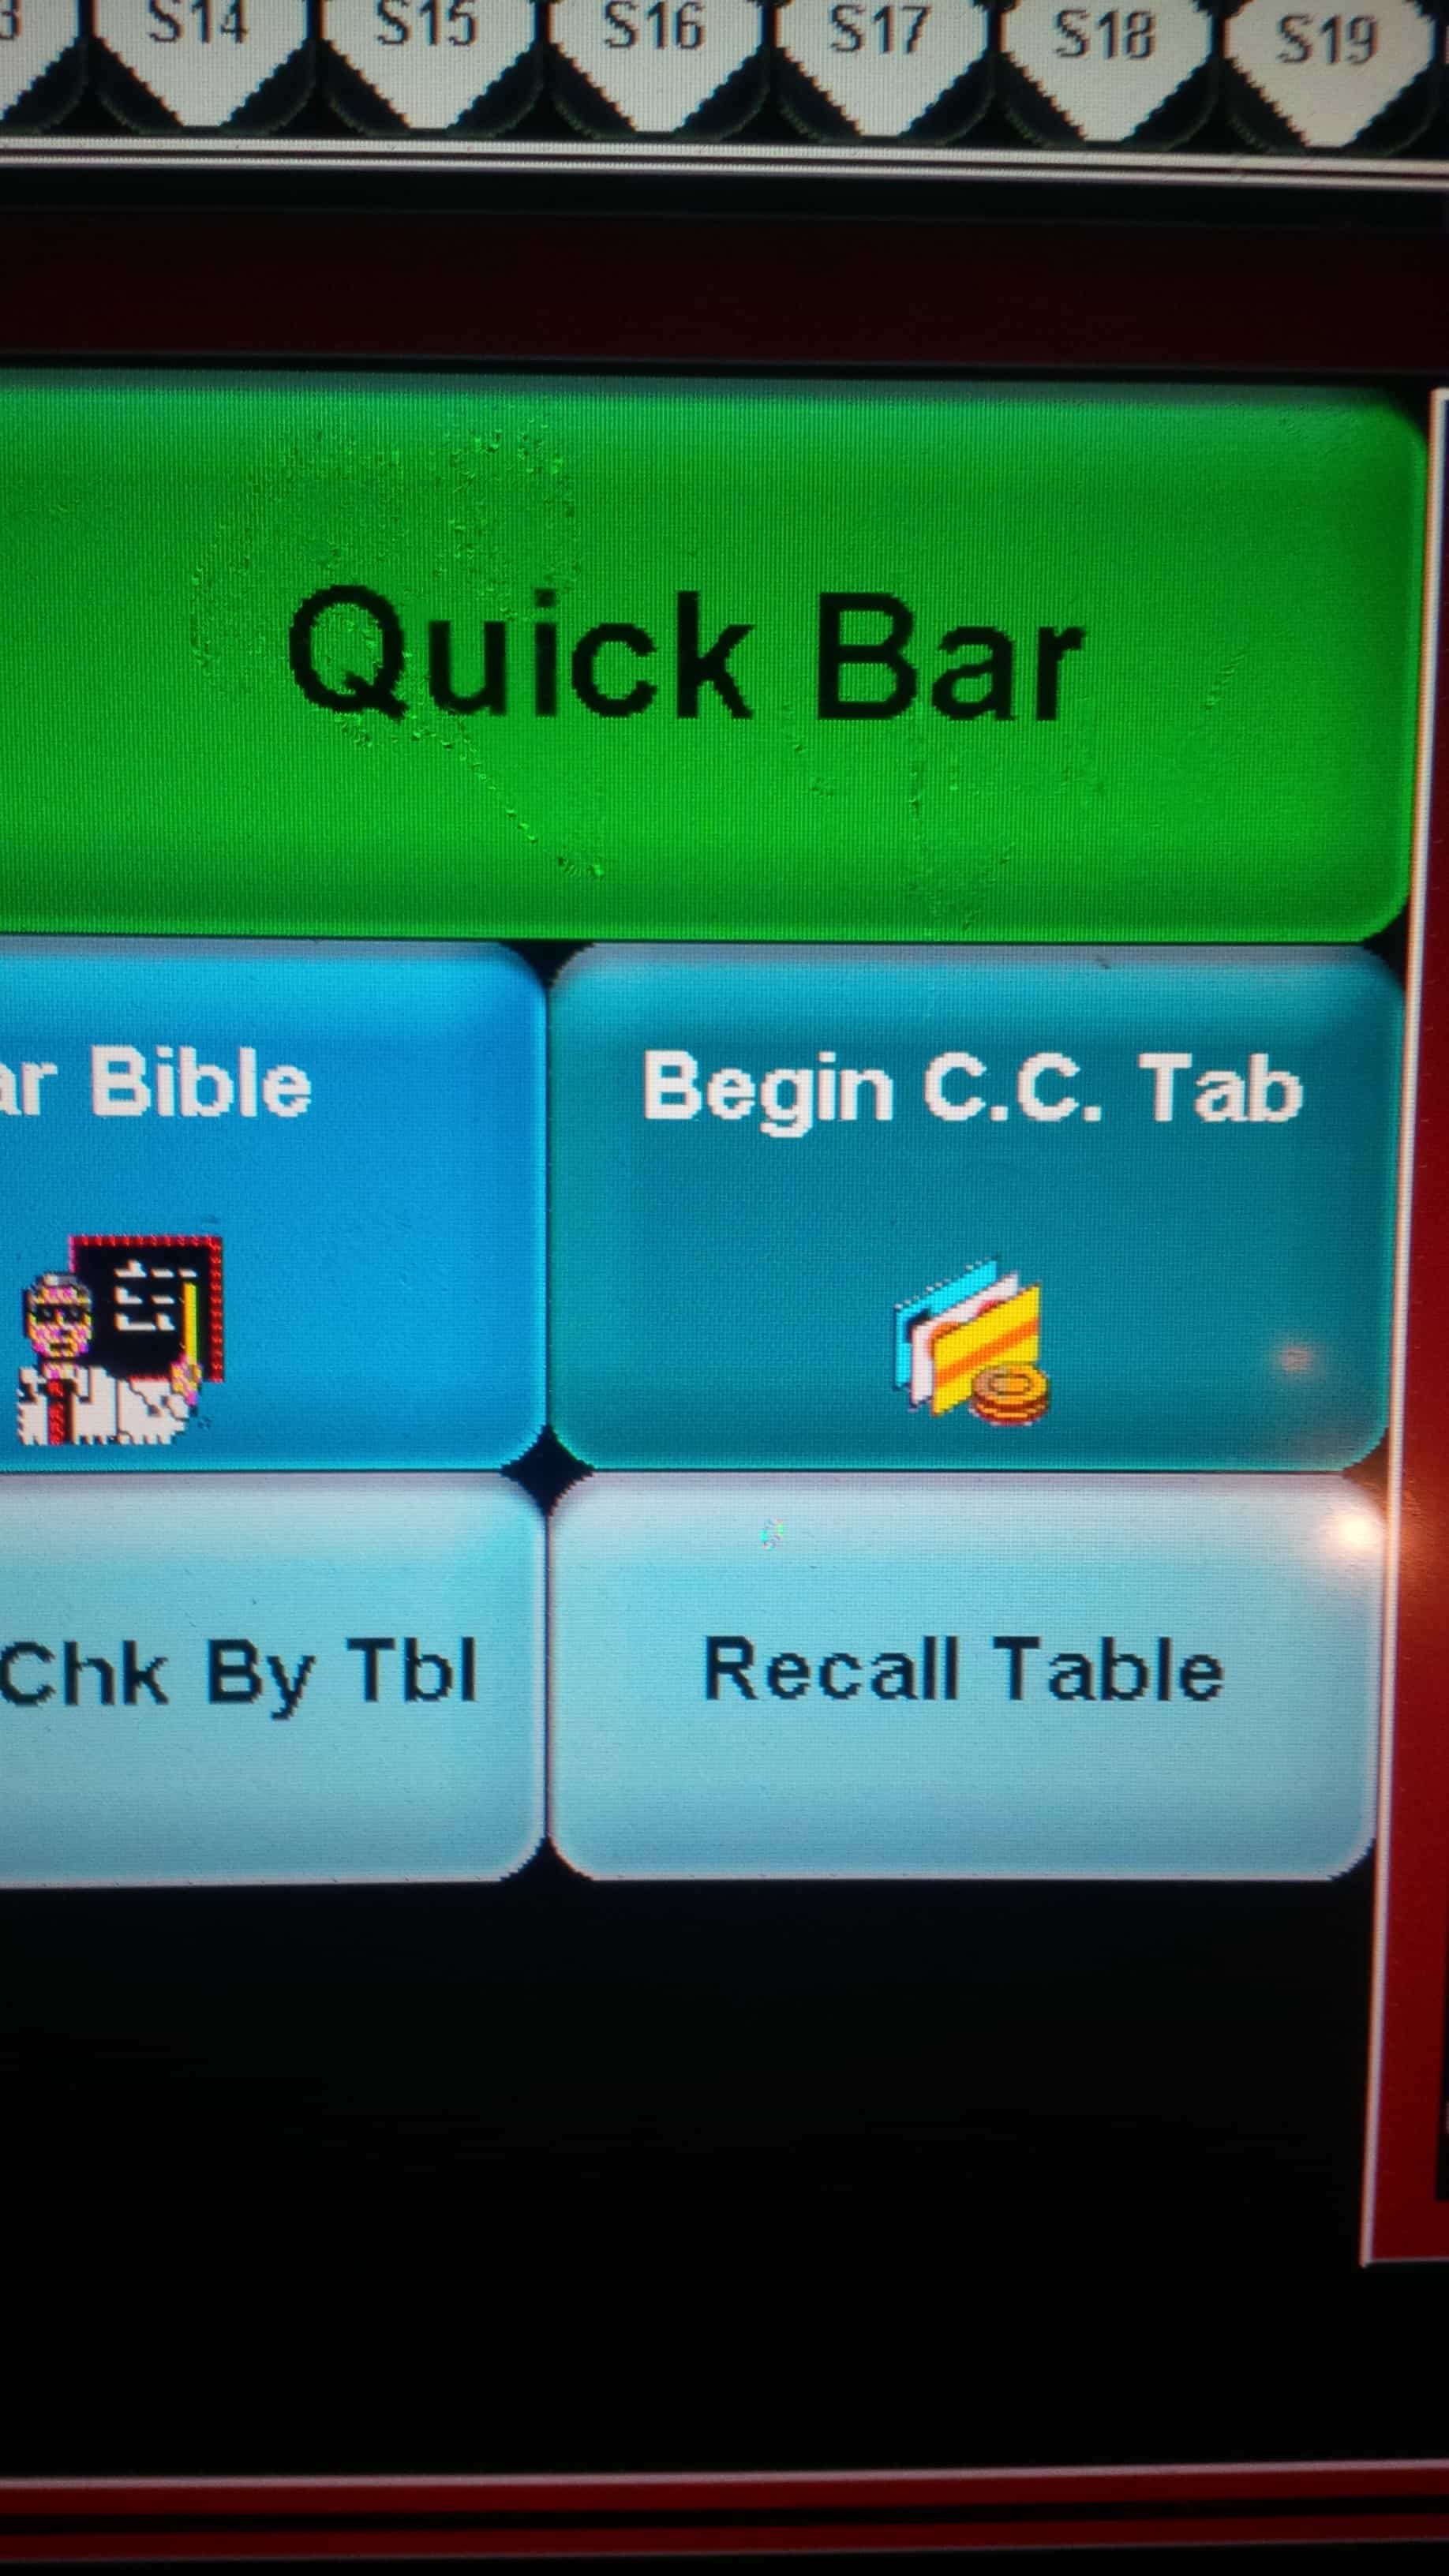 S14 S15 S16 S17 S18 S19
Quick Bar
Bible
Begin C.C. Tab
Chk By Tbl
Recall Table